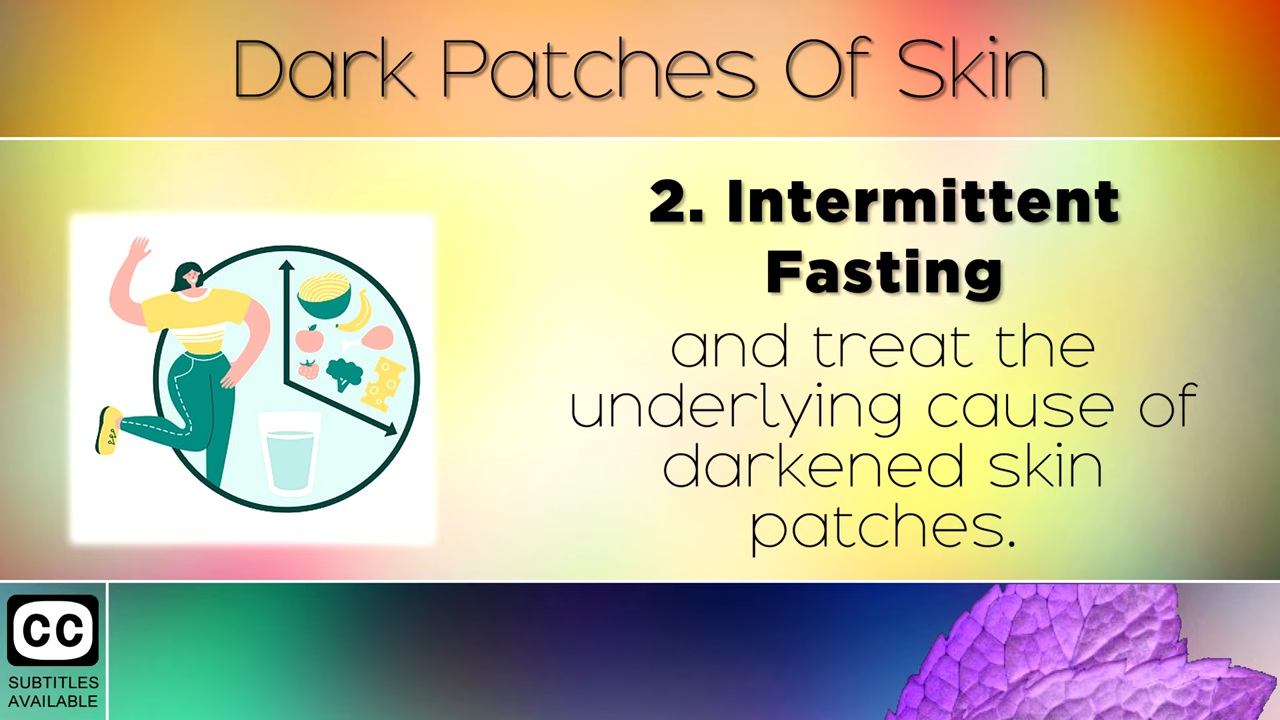 Dark Patches Of Skin
2. Intermittent
Fasting
and treat the
underlying cause of
darkened skin
patches.
CC
SUBTITLES
AVAILABLE